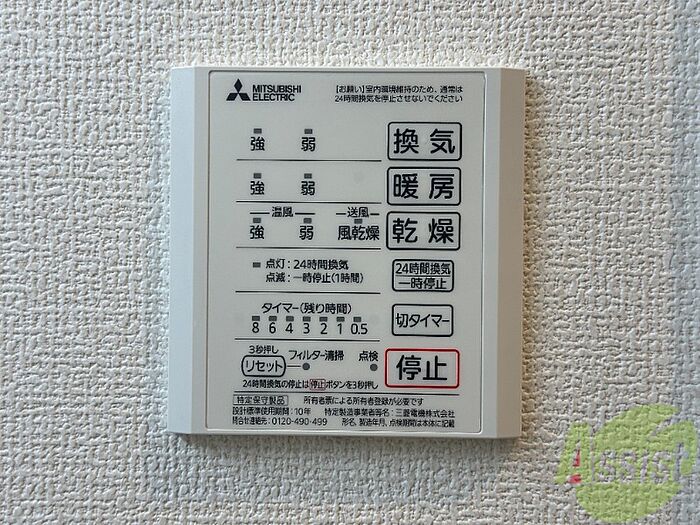 MITSUBISHI ELECTRIC
【お願い】室内環境維持のため、通常は
24時間換気を停止させないでください
強 弱 換気
強 弱 暖房
温風 送風
強 弱 風乾燥 乾燥
点灯：24時間換気
点滅：一時停止(1時間)
24時間換気
一時停止
タイマー(残り時間)
8 6 4 3 2 1 0.5
切タイマー
3秒押し
リセット フィルター清掃 点検
停止
24時間換気の停止は停止ボタンを3秒押し
特定保守製品 所有者票による所有者登録が必要です
設計標準使用期間：10年 特定製造事業者等名：三菱電機株式会社
問合せ連絡先：0120-490-499 形名、製造年月、点検期間は本体に記載
Assist